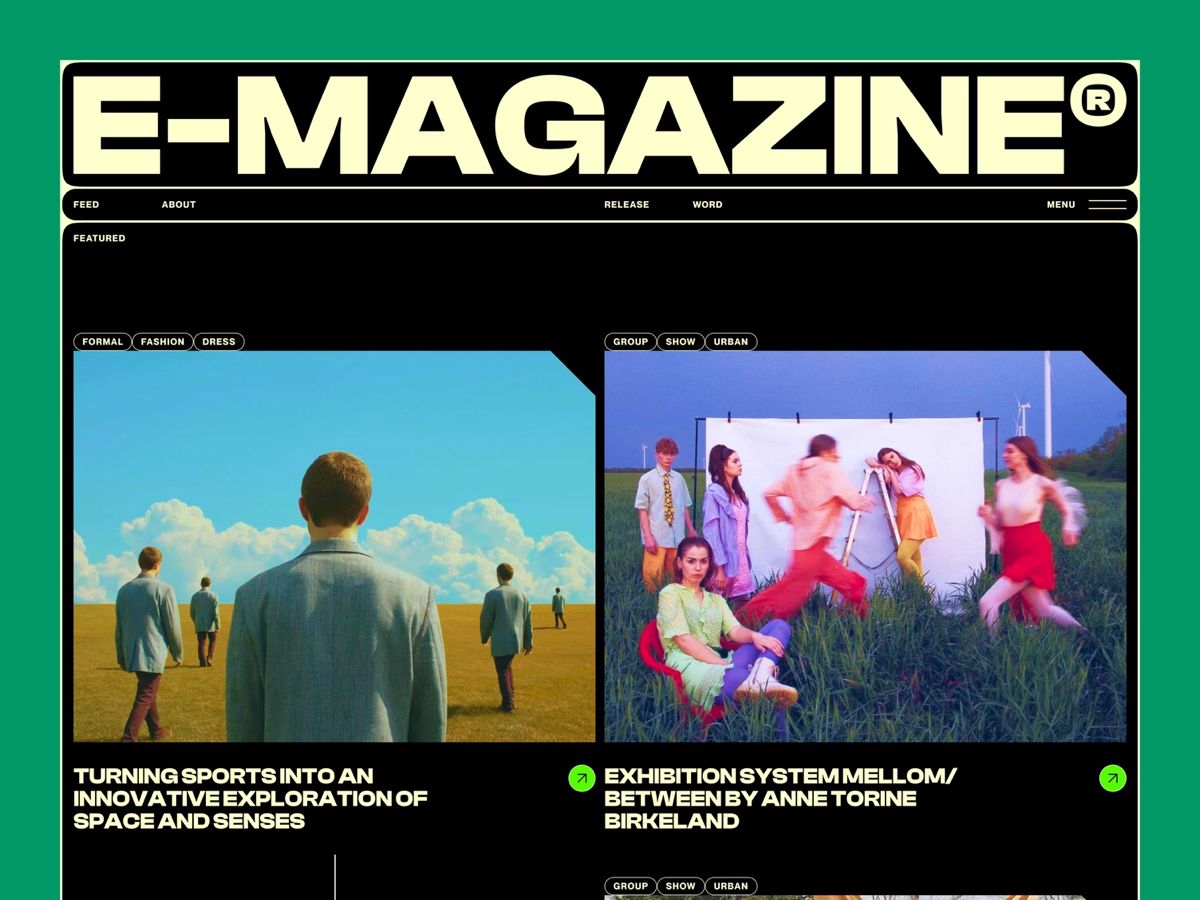 E-MAGAZINE®
FEED ABOUT RELEASE WORD MENU
FEATURED
FORMAL FASHION DRESS
GROUP SHOW URBAN
TURNING SPORTS INTO AN
INNOVATIVE EXPLORATION OF
SPACE AND SENSES
EXHIBITION SYSTEM MELLOM/
BETWEEN BY ANNE TORINE
BIRKELAND
GROUP SHOW URBAN